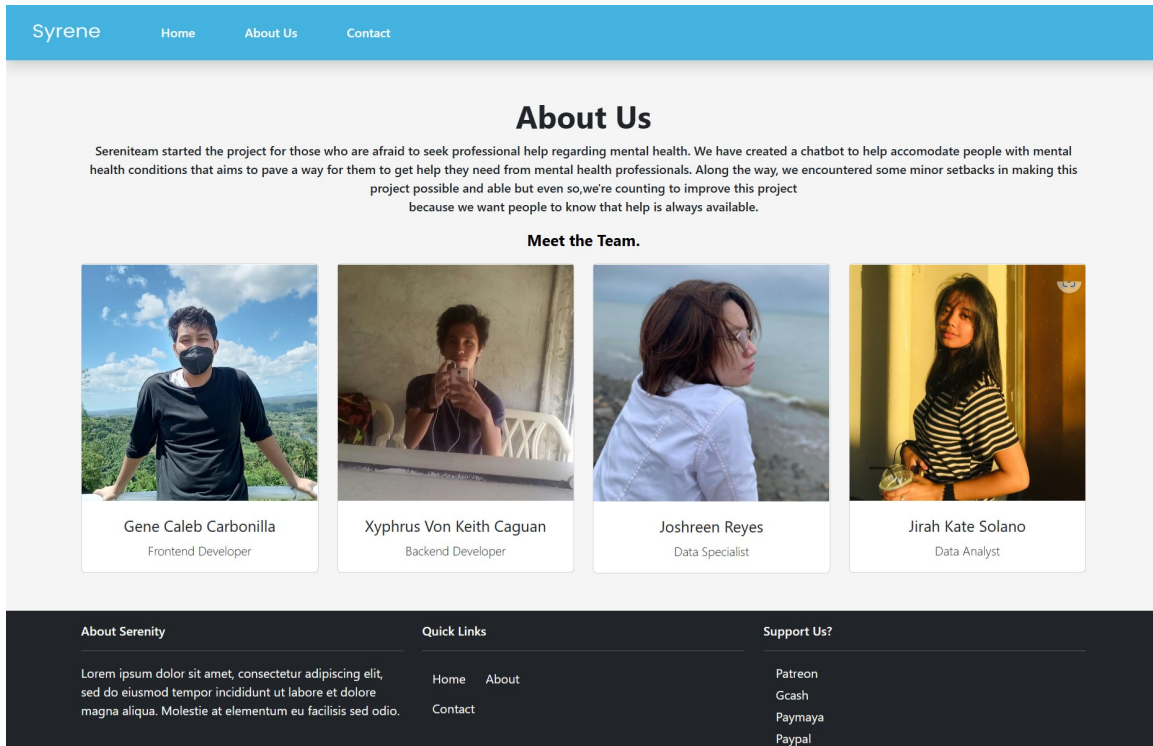 Syrene Home About Us Contact
About Us
Sereniteam started the project for those who are afraid to seek professional help regarding mental health. We have created a chatbot to help accomodate people with mental
health conditions that aims to pave a way for them to get help they need from mental health professionals. Along the way, we encountered some minor setbacks in making this
project possible and able but even so,we're counting to improve this project
because we want people to know that help is always available.
Meet the Team.
Gene Caleb Carbonilla
Frontend Developer
Xyphrus Von Keith Caguan
Backend Developer
Joshreen Reyes
Data Specialist
Jirah Kate Solano
Data Analyst
About Serenity
Lorem ipsum dolor sit amet, consectetur adipiscing elit,
sed do eiusmod tempor incididunt ut labore et dolore
magna aliqua. Molestie at elementum eu facilisis sed odio.
Quick Links
Home About
Contact
Support Us?
Patreon
Gcash
Paymaya
Paypal